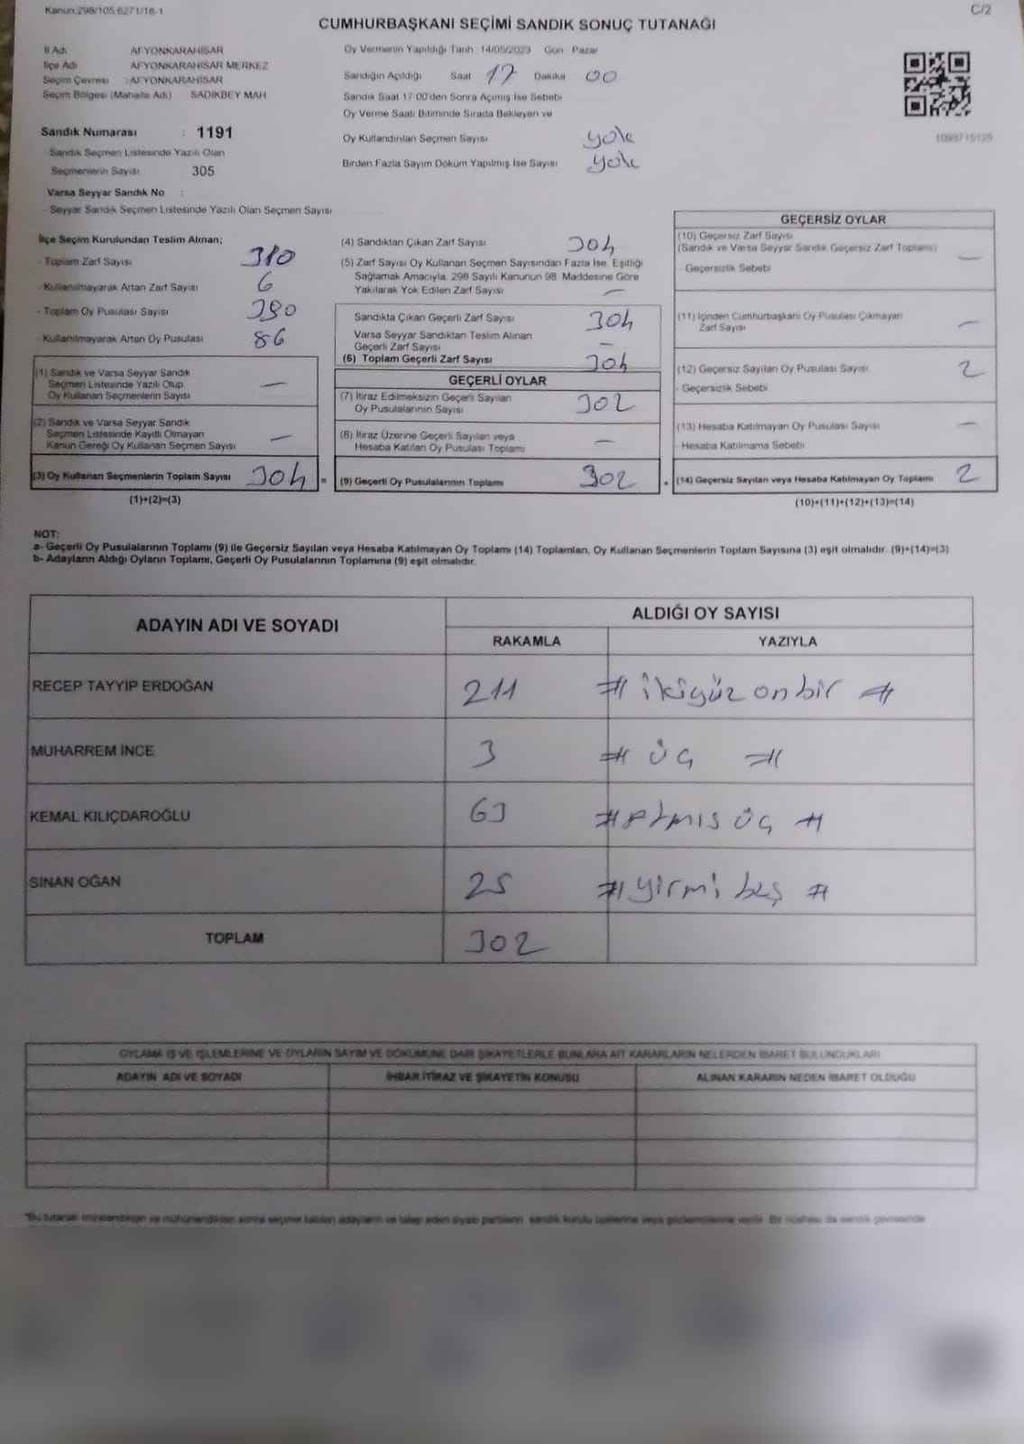 Kanun:298/105.6271/16-1
C/2
CUMHURBAŞKANI SEÇİMİ SANDIK SONUÇ TUTANAĞI
İl Adı AFYONKARAHİSAR
İlçe Adı AFYONKARAHİSAR MERKEZ
Seçim Çevresi : AFYONKARAHİSAR
Seçim Bölgesi (Mahalle Adı) SADIKBEY MAH
Sandık Numarası : 1191
Sandık Seçmen Listesinde Yazılı Olan
Seçmenlerin Sayısı 305
Varsa Seyyar Sandık No :
Seyyar Sandık Seçmen Listesinde Yazılı Olan Seçmen Sayısı
Oy Vermenin Yapıldığı Tarih 14/05/2023 Gün Pazar
Sandığın Açıldığı Saat 17 Dakika 00
Sandık Saat 17:00'den Sonra Açılmış İse Sebebi
Oy Verme Saati Bitiminde Sırada Bekleyen ve
Oy Kullandırılan Seçmen Sayısı yok
Birden Fazla Sayım Döküm Yapılmış İse Sayısı yok
İlçe Seçim Kurulundan Teslim Alınan;
- Toplam Zarf Sayısı 310
- Kullanılmayarak Artan Zarf Sayısı 6
- Toplam Oy Pusulası Sayısı 390
- Kullanılmayarak Artan Oy Pusulası 86
(1) Sandık ve Varsa Seyyar Sandık
Seçmen Listesinde Yazılı Olup
Oy Kullanan Seçmenlerin Sayısı —
(2) Sandık ve Varsa Seyyar Sandık
Seçmen Listesinde Kayıtlı Olmayan
Kanun Gereği Oy Kullanan Seçmen Sayısı —
(3) Oy Kullanan Seçmenlerin Toplam Sayısı 304 =
(1)+(2)=(3)
(4) Sandıktan Çıkan Zarf Sayısı 304
(5) Zarf Sayısı Oy Kullanan Seçmen Sayısından Fazla İse, Eşitliği
Sağlamak Amacıyla, 298 Sayılı Kanunun 98. Maddesine Göre
Yakılarak Yok Edilen Zarf Sayısı —
Sandıkta Çıkan Geçerli Zarf Sayısı 304
Varsa Seyyar Sandıktan Teslim Alınan
Geçerli Zarf Sayısı —
(6) Toplam Geçerli Zarf Sayısı 304
GEÇERLİ OYLAR
(7) İtiraz Edilmeksizin Geçerli Sayılan
Oy Pusulalarının Sayısı 302
(8) İtiraz Üzerine Geçerli Sayılan veya
Hesaba Katılan Oy Pusulası Toplamı —
(9) Geçerli Oy Pusulalarının Toplamı 302 +
GEÇERSİZ OYLAR
(10) Geçersiz Zarf Sayısı
(Sandık ve Varsa Seyyar Sandık Geçersiz Zarf Toplamı) —
- Geçersizlik Sebebi
(11) İçinden Cumhurbaşkanı Oy Pusulası Çıkmayan
Zarf Sayısı —
(12) Geçersiz Sayılan Oy Pusulası Sayısı 2
- Geçersizlik Sebebi
(13) Hesaba Katılmayan Oy Pusulası Sayısı —
- Hesaba Katılmama Sebebi
(14) Geçersiz Sayılan veya Hesaba Katılmayan Oy Toplamı 2
(10)+(11)+(12)+(13)=(14)
NOT:
a- Geçerli Oy Pusulalarının Toplamı (9) ile Geçersiz Sayılan veya Hesaba Katılmayan Oy Toplamı (14) Toplamları, Oy Kullanan Seçmenlerin Toplam Sayısına (3) eşit olmalıdır. (9)+(14)=(3)
b- Adayların Aldığı Oyların Toplamı, Geçerli Oy Pusulalarının Toplamına (9) eşit olmalıdır.
ADAYIN ADI VE SOYADI
ALDIĞI OY SAYISI
RAKAMLA YAZIYLA
RECEP TAYYİP ERDOĞAN 211 # ikiyüz onbir #
MUHARREM İNCE 3 # üç #
KEMAL KILIÇDAROĞLU 63 # altmış üç #
SİNAN OĞAN 25 # yirmi beş #
TOPLAM 302
OYLAMA İŞ VE İŞLEMLERİNE VE OYLARIN SAYIM VE DÖKÜMÜNE DAİR ŞİKAYETLERLE BUNLARA AİT KARARLARIN NELERDEN İBARET BULUNDUKLARI
ADAYIN ADI VE SOYADI İHBAR İTİRAZ VE ŞİKAYETİN KONUSU ALINAN KARARIN NEDEN İBARET OLDUĞU